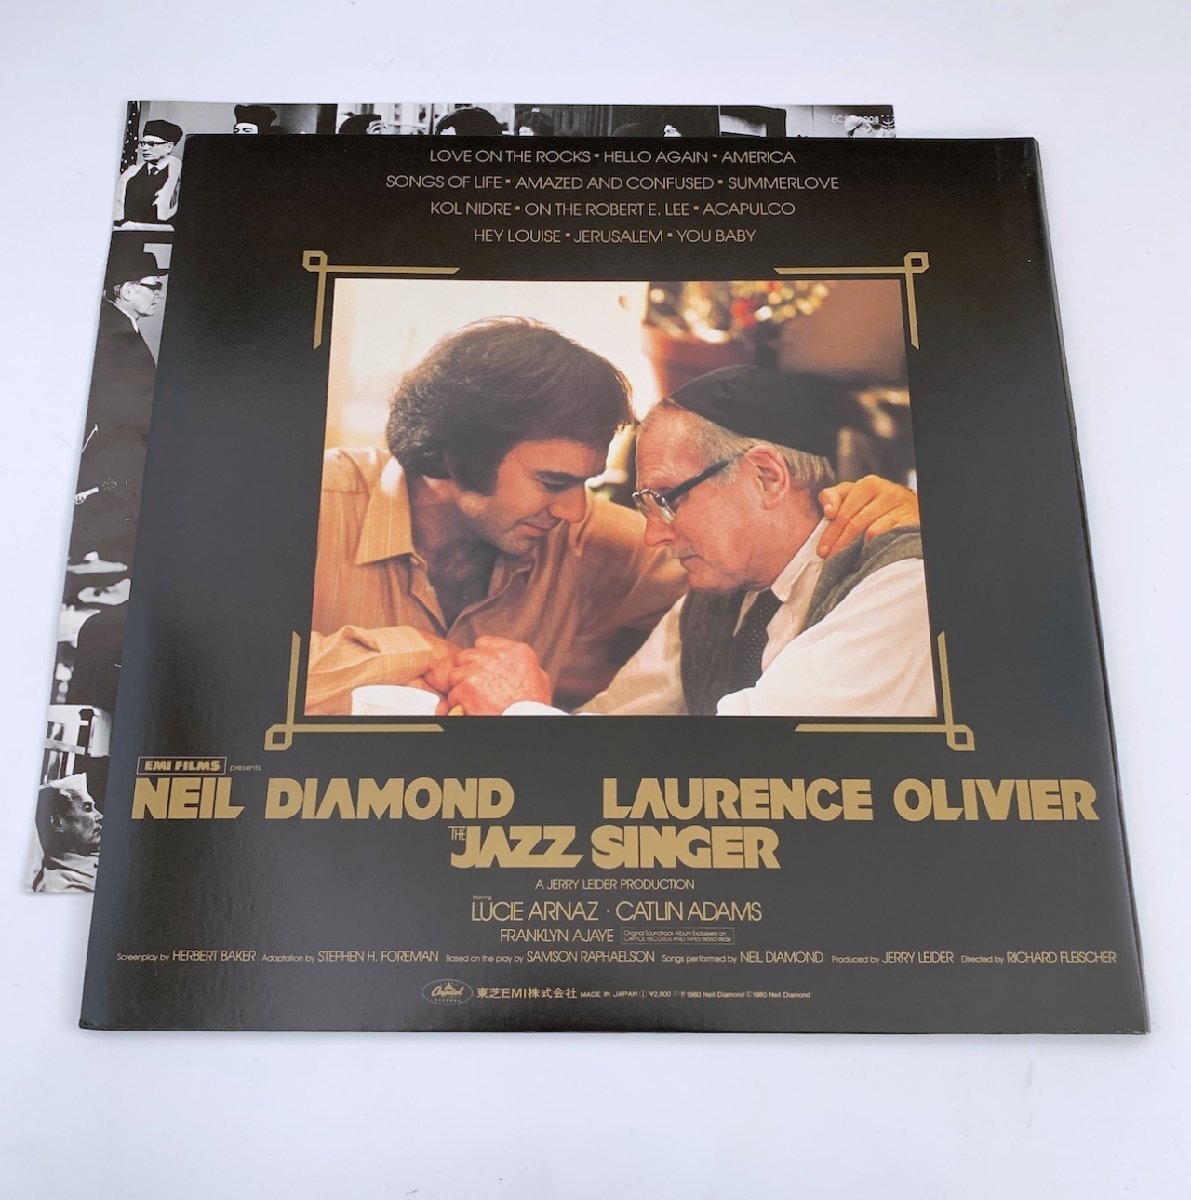 LOVE ON THE ROCKS ▪ HELLO AGAIN ▪ AMERICA
SONGS OF LIFE ▪ AMAZED AND CONFUSED ▪ SUMMERLOVE
KOL NIDRE ▪ ON THE ROBERT E. LEE ▪ ACAPULCO
HEY LOUISE ▪ JERUSALEM ▪ YOU BABY
EMI FILMS presents
NEIL DIAMOND LAURENCE OLIVIER
THE JAZZ SINGER
A JERRY LEIDER PRODUCTION
Starring
LUCIE ARNAZ · CATLIN ADAMS
FRANKLYN AJAYE Original Soundtrack Album Exclusively on
CAPITOL RECORDS AND TAPES World Wide
Screenplay by HERBERT BAKER Adaptation by STEPHEN H. FOREMAN Based on the play by SAMSON RAPHAELSON Songs performed by NEIL DIAMOND Produced by JERRY LEIDER Directed by RICHARD FLEISCHER
Capitol RECORDS 東芝EMI株式会社 MADE IN JAPAN ¥2,800 ℗ 1980 Neil Diamond © 1980 Neil Diamond